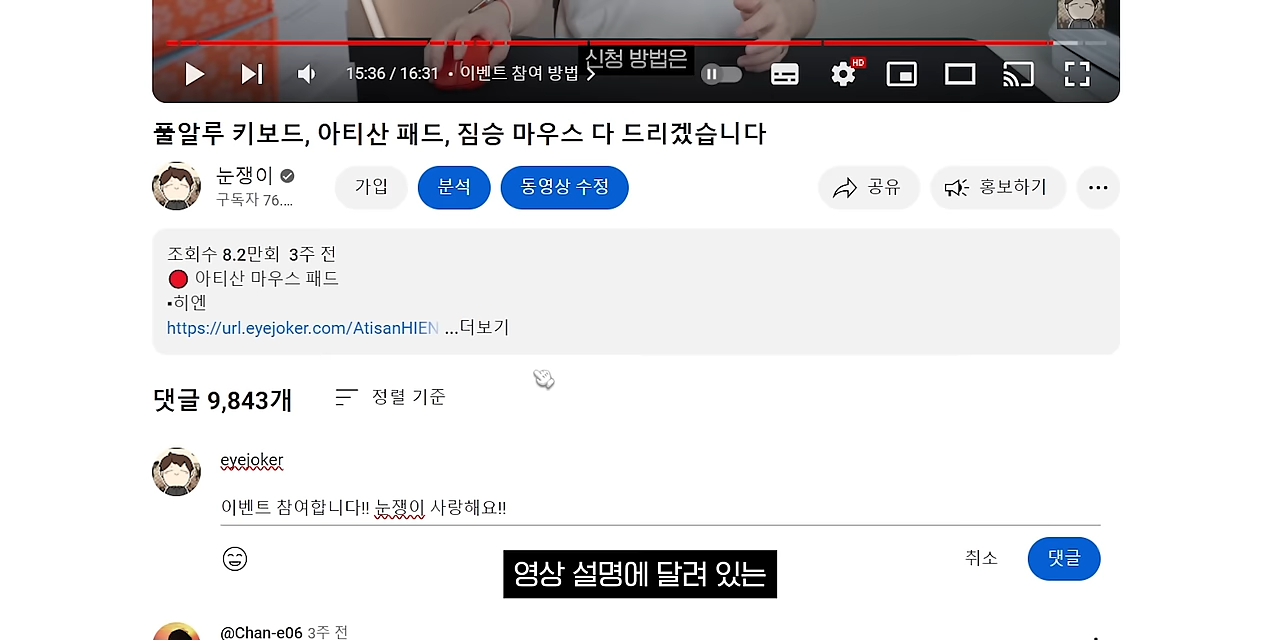 신청 방법은
15:36 / 16:31 • 이벤트 참여 방법
HD
풀알루 키보드, 아티산 패드, 짐승 마우스 다 드리겠습니다
눈쟁이
구독자 76....
가입
분석
동영상 수정
공유
홍보하기
조회수 8.2만회 3주 전
아티산 마우스 패드
▪히엔
https://url.eyejoker.com/AtisanHIEN ...더보기
댓글 9,843개
정렬 기준
eyejoker
이벤트 참여합니다!! 눈쟁이 사랑해요!!
취소
댓글
영상 설명에 달려 있는
@Chan-e06 3주 전